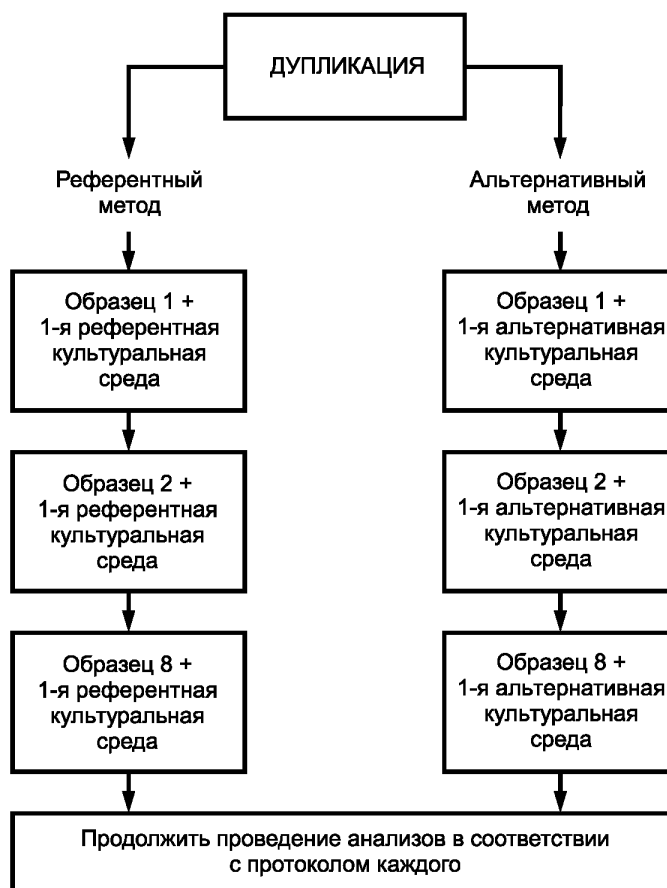 ДУПЛИКАЦИЯ
Референтный
метод
Альтернативный
метод
Образец 1 +
1-я референтная
культуральная
среда
Образец 1 +
1-я альтернативная
культуральная
среда
Образец 2 +
1-я референтная
культуральная
среда
Образец 2 +
1-я альтернативная
культуральная
среда
Образец 8 +
1-я референтная
культуральная
среда
Образец 8 +
1-я альтернативная
культуральная
среда
Продолжить проведение анализов в соответствии
с протоколом каждого